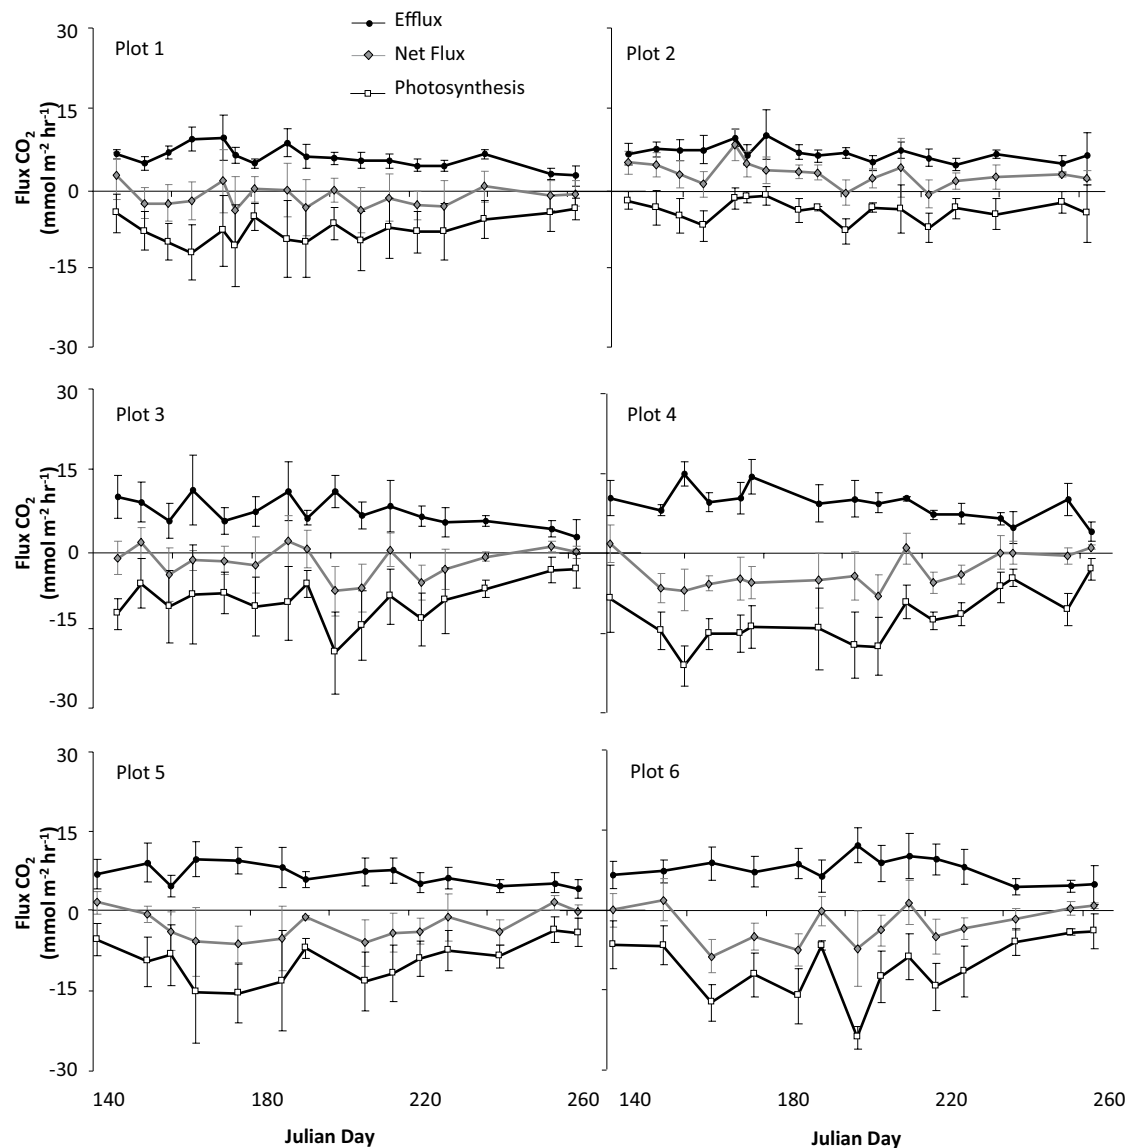 Efflux
Net Flux
Photosynthesis
Plot 1
30
15
0
-15
-30
Flux CO2
(mmol m-2 hr-1)
Plot 2
Plot 3
30
15
0
-15
-30
Flux CO2
(mmol m-2 hr-1)
Plot 4
Plot 5
30
15
0
-15
-30
Flux CO2
(mmol m-2 hr-1)
Plot 6
140 180 220 260 140 180 220 260
Julian Day Julian Day